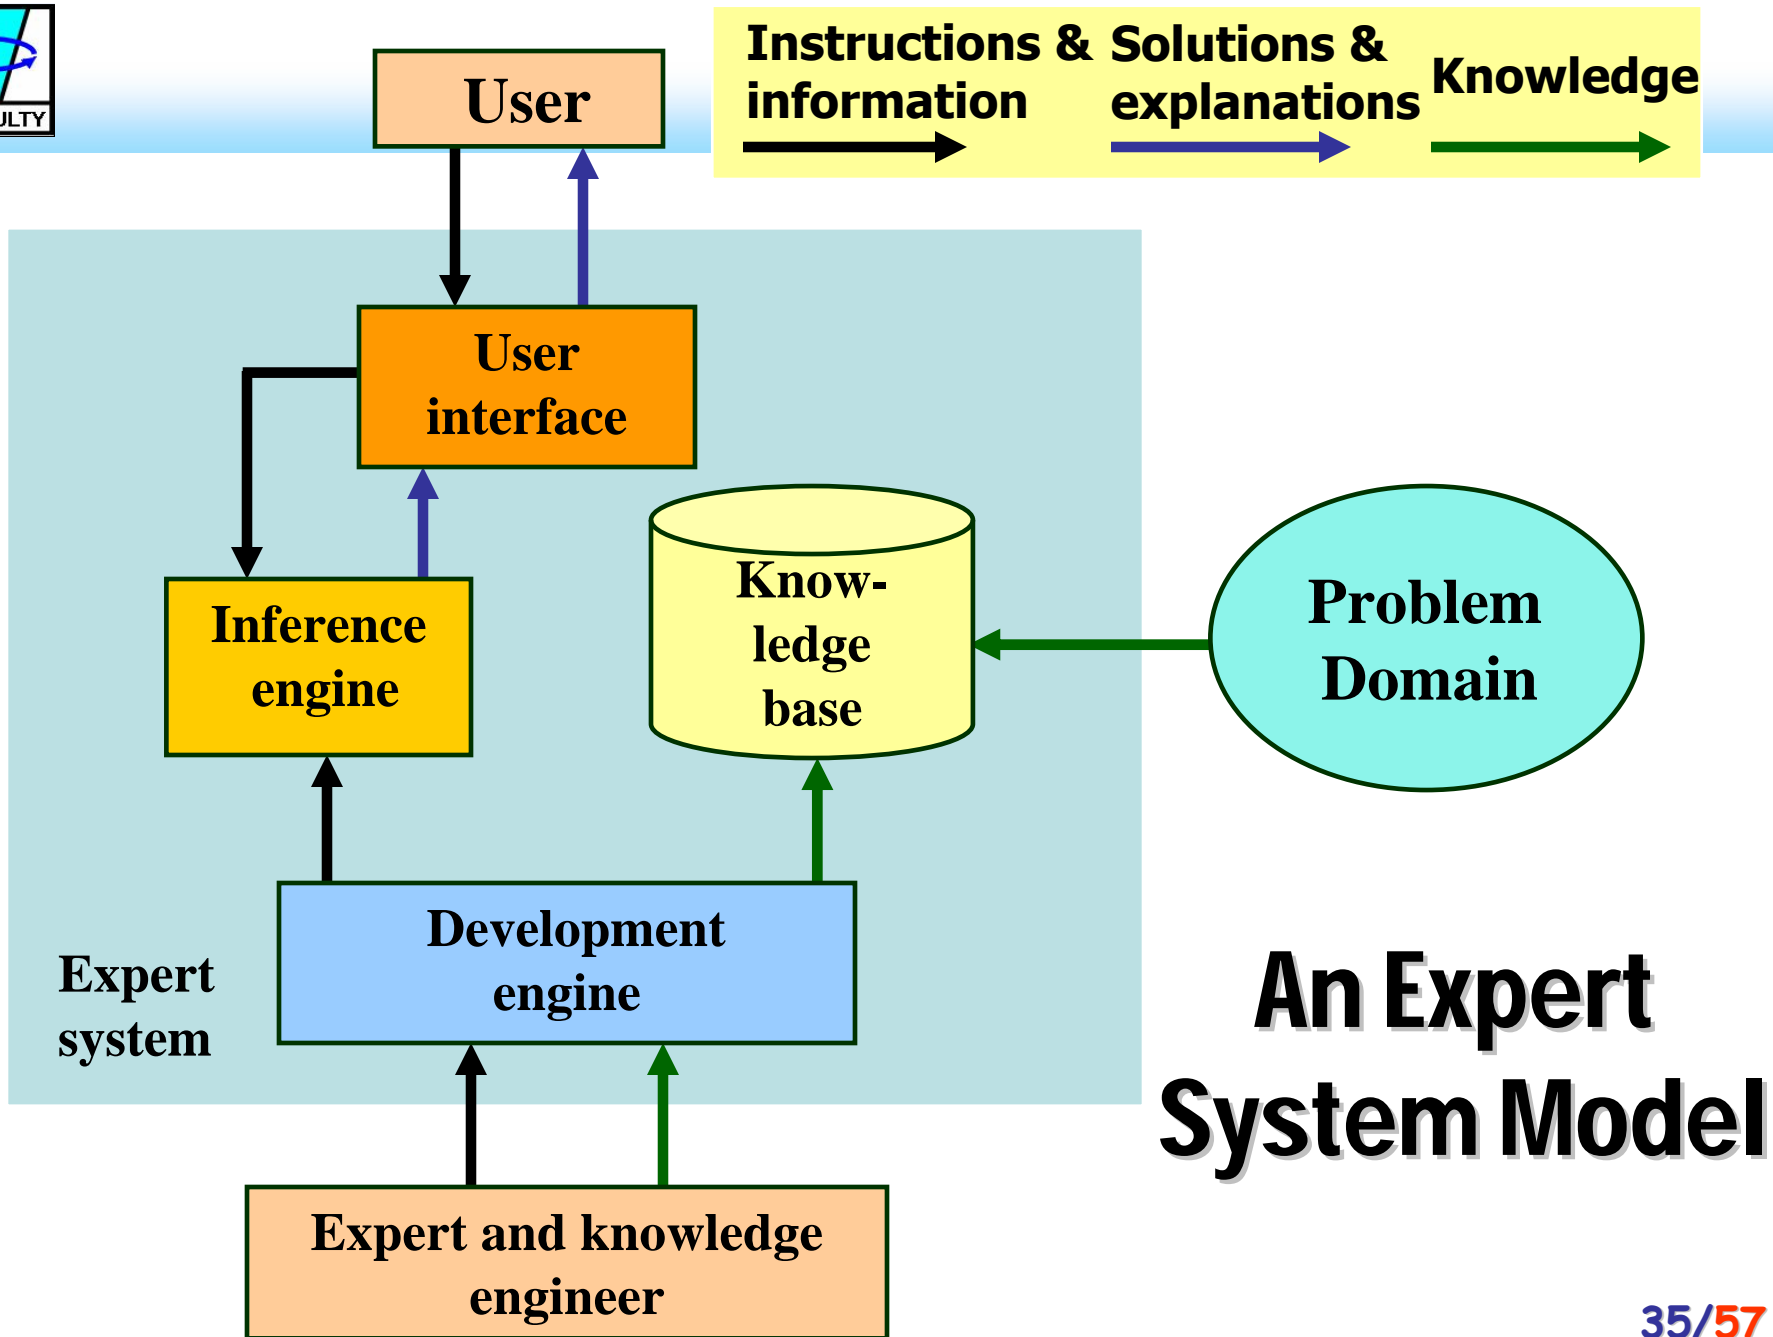 Instructions &
information
Solutions &
explanations
Knowledge
User
User
interface
Inference
engine
Know-
ledge
base
Problem
Domain
Development
engine
Expert
system
An Expert
System Model
Expert and knowledge
engineer
35/57